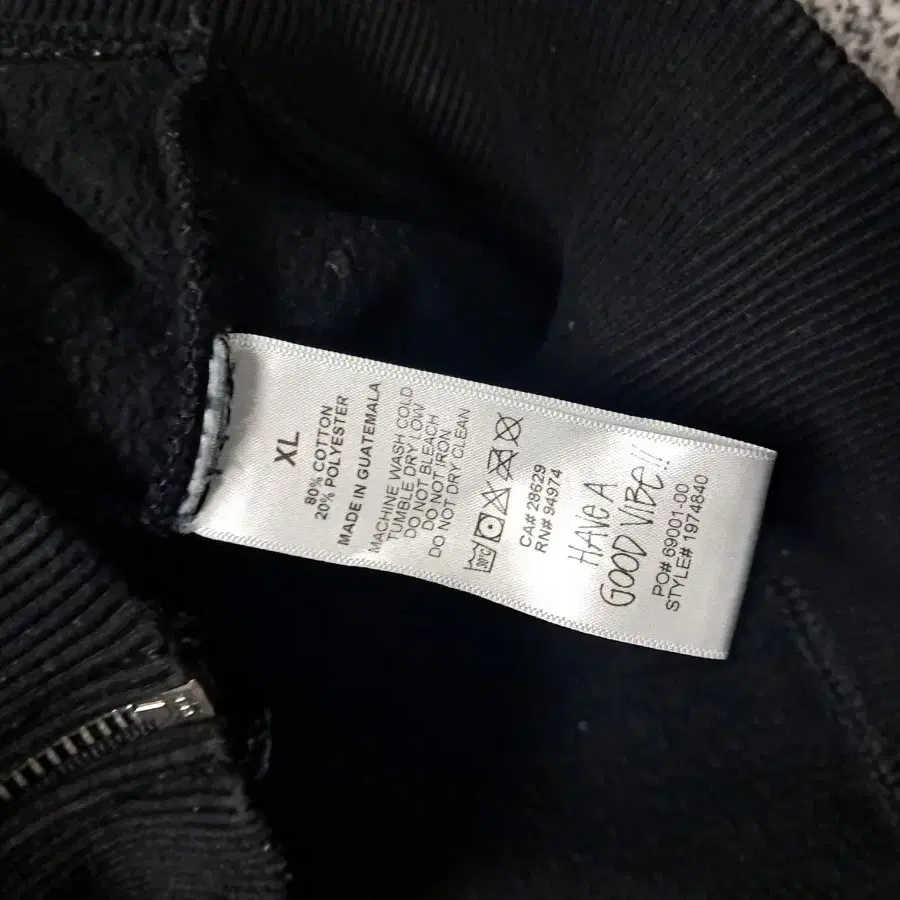 XL
80% COTTON
20% POLYESTER
MADE IN GUATEMALA
MACHINE WASH COLD
TUMBLE DRY LOW
DO NOT BLEACH
DO NOT IRON
DO NOT DRY CLEAN
30°C
CA# 28629
RN# 94974
HAVE A
GOOD VIBE!!
PO# 69001-00
STYLE# 1974840